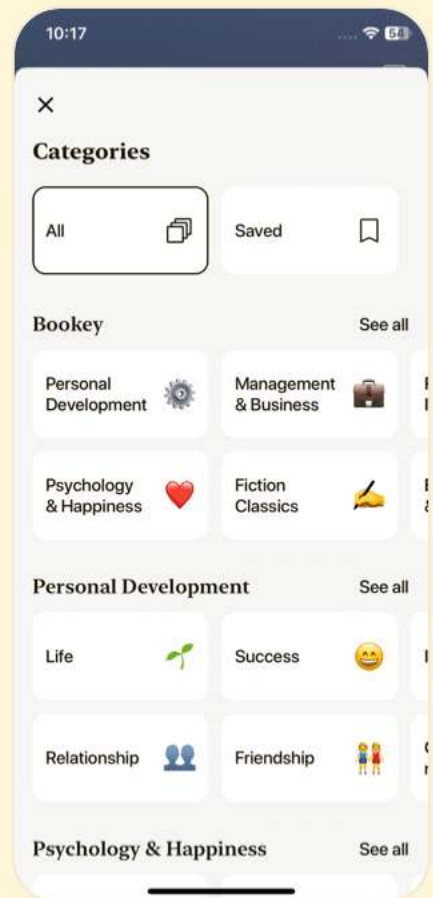 10:17
54
Categories
All
Saved
Bookey
See all
Personal
Development
Management
& Business
Psychology
& Happiness
Fiction
Classics
Personal Development
See all
Life
Success
Relationship
Friendship
Psychology & Happiness
See all